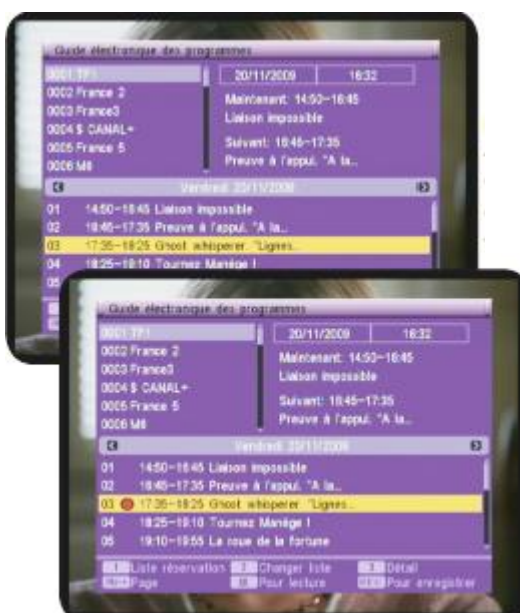 Guide électronique des programmes
0001 TF1
0002 France 2
0003 France3
0004 $ CANAL+
0005 France 5
0006 M6
20/11/2009 16:32
Maintenant: 14:50-16:45
Liaison impossible
Suivant: 16:45-17:35
Preuve à l'appui. "A la...
Vendredi 20/11/2009
01 14:50-16:45 Liaison impossible
02 16:45-17:35 Preuve à l'appui. "A la...
03 17:35-18:25 Ghost whisperer. "Lignes...
04 18:25-19:10 Tournez Manège !
05
Guide électronique des programmes
0001 TF1
0002 France 2
0003 France3
0004 $ CANAL+
0005 France 5
0006 M6
20/11/2009 16:32
Maintenant: 14:50-16:45
Liaison impossible
Suivant: 16:45-17:35
Preuve à l'appui. "A la...
Vendredi 20/11/2009
01 14:50-16:45 Liaison impossible
02 16:45-17:35 Preuve à l'appui. "A la...
03 17:35-18:25 Ghost whisperer. "Lignes...
04 18:25-19:10 Tournez Manège !
05 19:10-19:55 La roue de la fortune
1 Liste réservation 2 Changer liste 3 Détail
Page Pour lecture Pour enregistrer